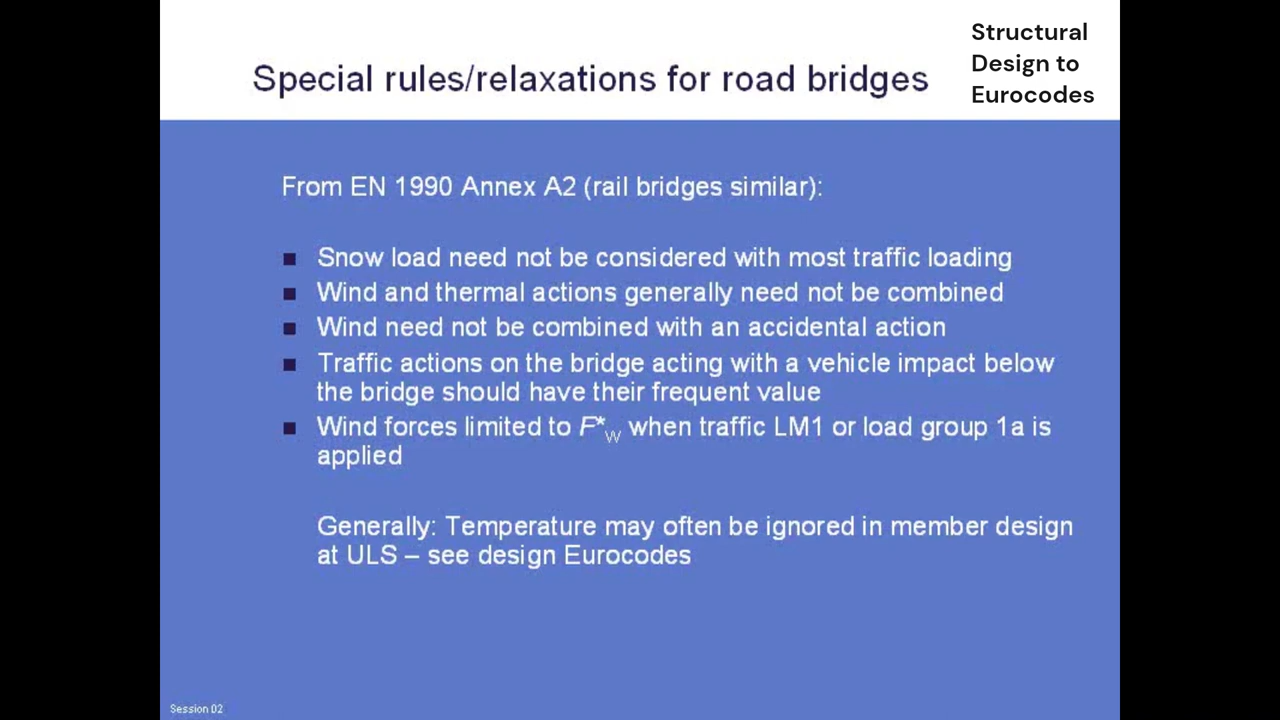 Structural
Design to
Eurocodes
Special rules/relaxations for road bridges
From EN 1990 Annex A2 (rail bridges similar):
Snow load need not be considered with most traffic loading
Wind and thermal actions generally need not be combined
Wind need not be combined with an accidental action
Traffic actions on the bridge acting with a vehicle impact below
the bridge should have their frequent value
Wind forces limited to F*W when traffic LM1 or load group 1a is
applied
Generally: Temperature may often be ignored in member design
at ULS – see design Eurocodes
Session 02